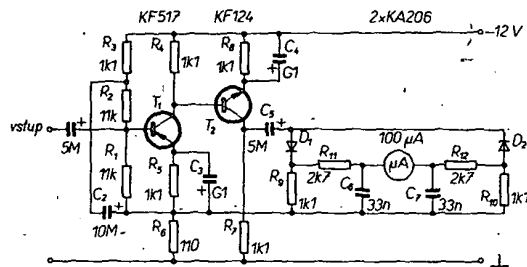 KF517 KF124 2xKA206
R3 1k1
R4 1k1
R8 1k1
C4 G1
-12 V
R2 11k
T1
T2
C5 5M
vstup
5M
D1
100 µA
µA
R11 2k7
R12 2k7
D2
R1 11k
R5 1k1
C3 G1
R9 1k1
C6 33n
C7 33n
R10 1k1
C2 10M
R6 110
R7 1k1